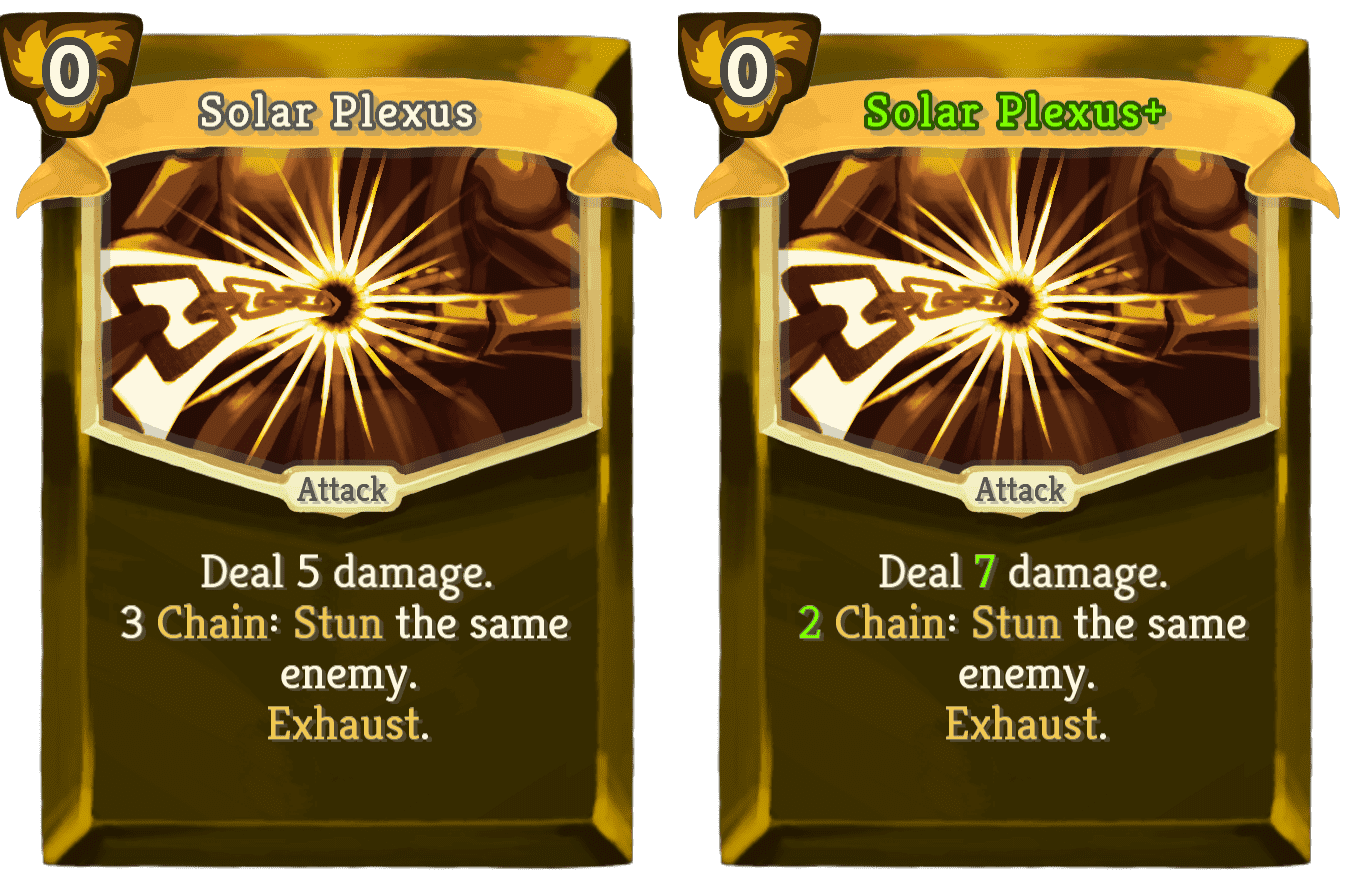 0
Solar Plexus
Attack
Deal 5 damage.
3 Chain: Stun the same
enemy.
Exhaust.
0
Solar Plexus+
Attack
Deal 7 damage.
2 Chain: Stun the same
enemy.
Exhaust.